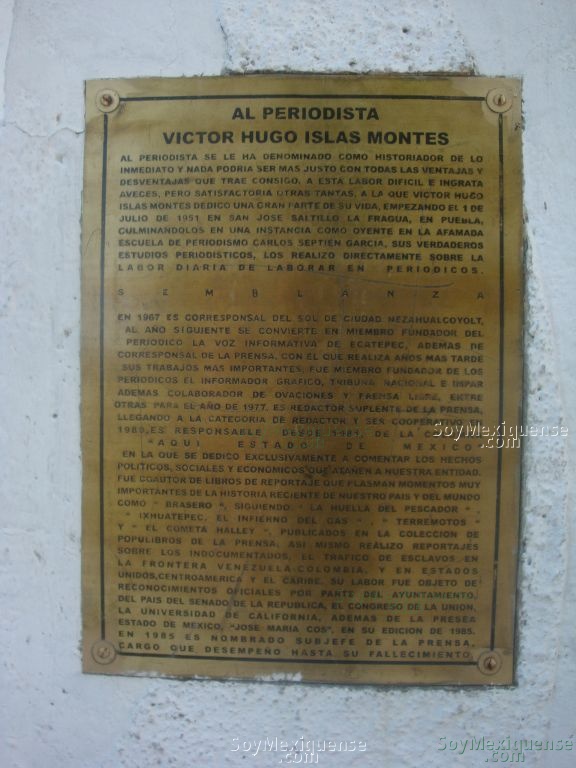 AL PERIODISTA
VICTOR HUGO ISLAS MONTES
AL PERIODISTA SE LE HA DENOMINADO COMO HISTORIADOR DE LO
INMEDIATO Y NADA PODRIA SER MAS JUSTO CON TODAS LAS VENTAJAS Y
DESVENTAJAS QUE TRAE CONSIGO, A ESTA LABOR DIFICIL E INGRATA
AVECES, PERO SATISFACTORIA OTRAS TANTAS, A LA QUE VICTOR HUGO
ISLAS MONTES DEDICO UNA GRAN PARTE DE SU VIDA, EMPEZANDO EL 1 DE
JULIO DE 1951 EN SAN JOSE SALTILLO LA FRAGUA, EN PUEBLA,
CULMINANDOLOS EN UNA INSTANCIA COMO OYENTE EN LA AFAMADA
ESCUELA DE PERIODISMO CARLOS SEPTIEN GARCIA, SUS VERDADEROS
ESTUDIOS PERIODISTICOS, LOS REALIZO DIRECTAMENTE SOBRE LA
LABOR DIARIA DE LABORAR EN PERIODICOS.
SEMBLANZA
EN 1967 ES CORRESPONSAL DEL SOL DE CIUDAD NEZAHUALCOYOLT,
AL AÑO SIGUIENTE SE CONVIERTE EN MIEMBRO FUNDADOR DEL
PERIODICO LA VOZ INFORMATIVA DE ECATEPEC, ADEMAS DE
CORRESPONSAL DE LA PRENSA, CON EL QUE REALIZA AÑOS MAS TARDE
SUS TRABAJOS MAS IMPORTANTES, FUE MIEMBRO FUNDADOR DE LOS
PERIODICOS EL INFORMADOR GRAFICO, TRIBUNA NACIONAL E IMPAR
ADEMAS COLABORADOR DE OVACIONES Y PRENSA LIBRE, ENTRE
OTRAS PARA EL AÑO DE 1977, ES REDACTOR SUPLENTE DE LA PRENSA,
LLEGANDO A LA CATEGORIA DE REDACTOR Y SER COOPERATIVO EN
1980, ES RESPONSABLE DESDE 1981, DE LA
"AQUI ESTADO DE MEXICO"
EN LA QUE SE DEDICO EXCLUSIVAMENTE A COMENTAR LOS HECHOS
POLITICOS, SOCIALES Y ECONOMICOS QUE ATAÑEN A NUESTRA ENTIDAD.
FUE COAUTOR DE LIBROS DE REPORTAJE QUE PLASMAN MOMENTOS MUY
IMPORTANTES DE LA HISTORIA RECIENTE DE NUESTRO PAIS Y DEL MUNDO
COMO " BRASERO ", SIGUIENDO, " LA HUELLA DEL PESCADOR " ,
" IXHUATEPEC, EL INFIERNO DEL GAS " , " TERREMOTOS "
Y " EL COMETA HALLEY ", PUBLICADOS EN LA COLECCION DE
POPULIBROS DE LA PRENSA, ASI MISMO REALIZO REPORTAJES
SOBRE LOS INDOCUMENTADOS, EL TRAFICO DE ESCLAVOS EN
LA FRONTERA VENEZUELA-COLOMBIA, Y EN ESTADOS
UNIDOS,CENTROAMERICA Y EL CARIBE. SU LABOR FUE OBJETO DE
RECONOCIMIENTOS OFICIALES POR PARTE DEL AYUNTAMIENTO,
DEL PAIS DEL SENADO DE LA REPUBLICA, EL CONGRESO DE LA UNION,
LA UNIVERSIDAD DE CALIFORNIA, ADEMAS DE LA PRESEA
ESTADO DE MEXICO, "JOSE MARIA COS", EN SU EDICION DE 1985.
EN 1985 ES NOMBRADO SUBJEFE DE LA PRENSA,
CARGO QUE DESEMPEÑO HASTA SU FALLECIMIENTO.
SoyMexiquense
.com
SoyMexiquense
.com
SoyMexiquense
.com